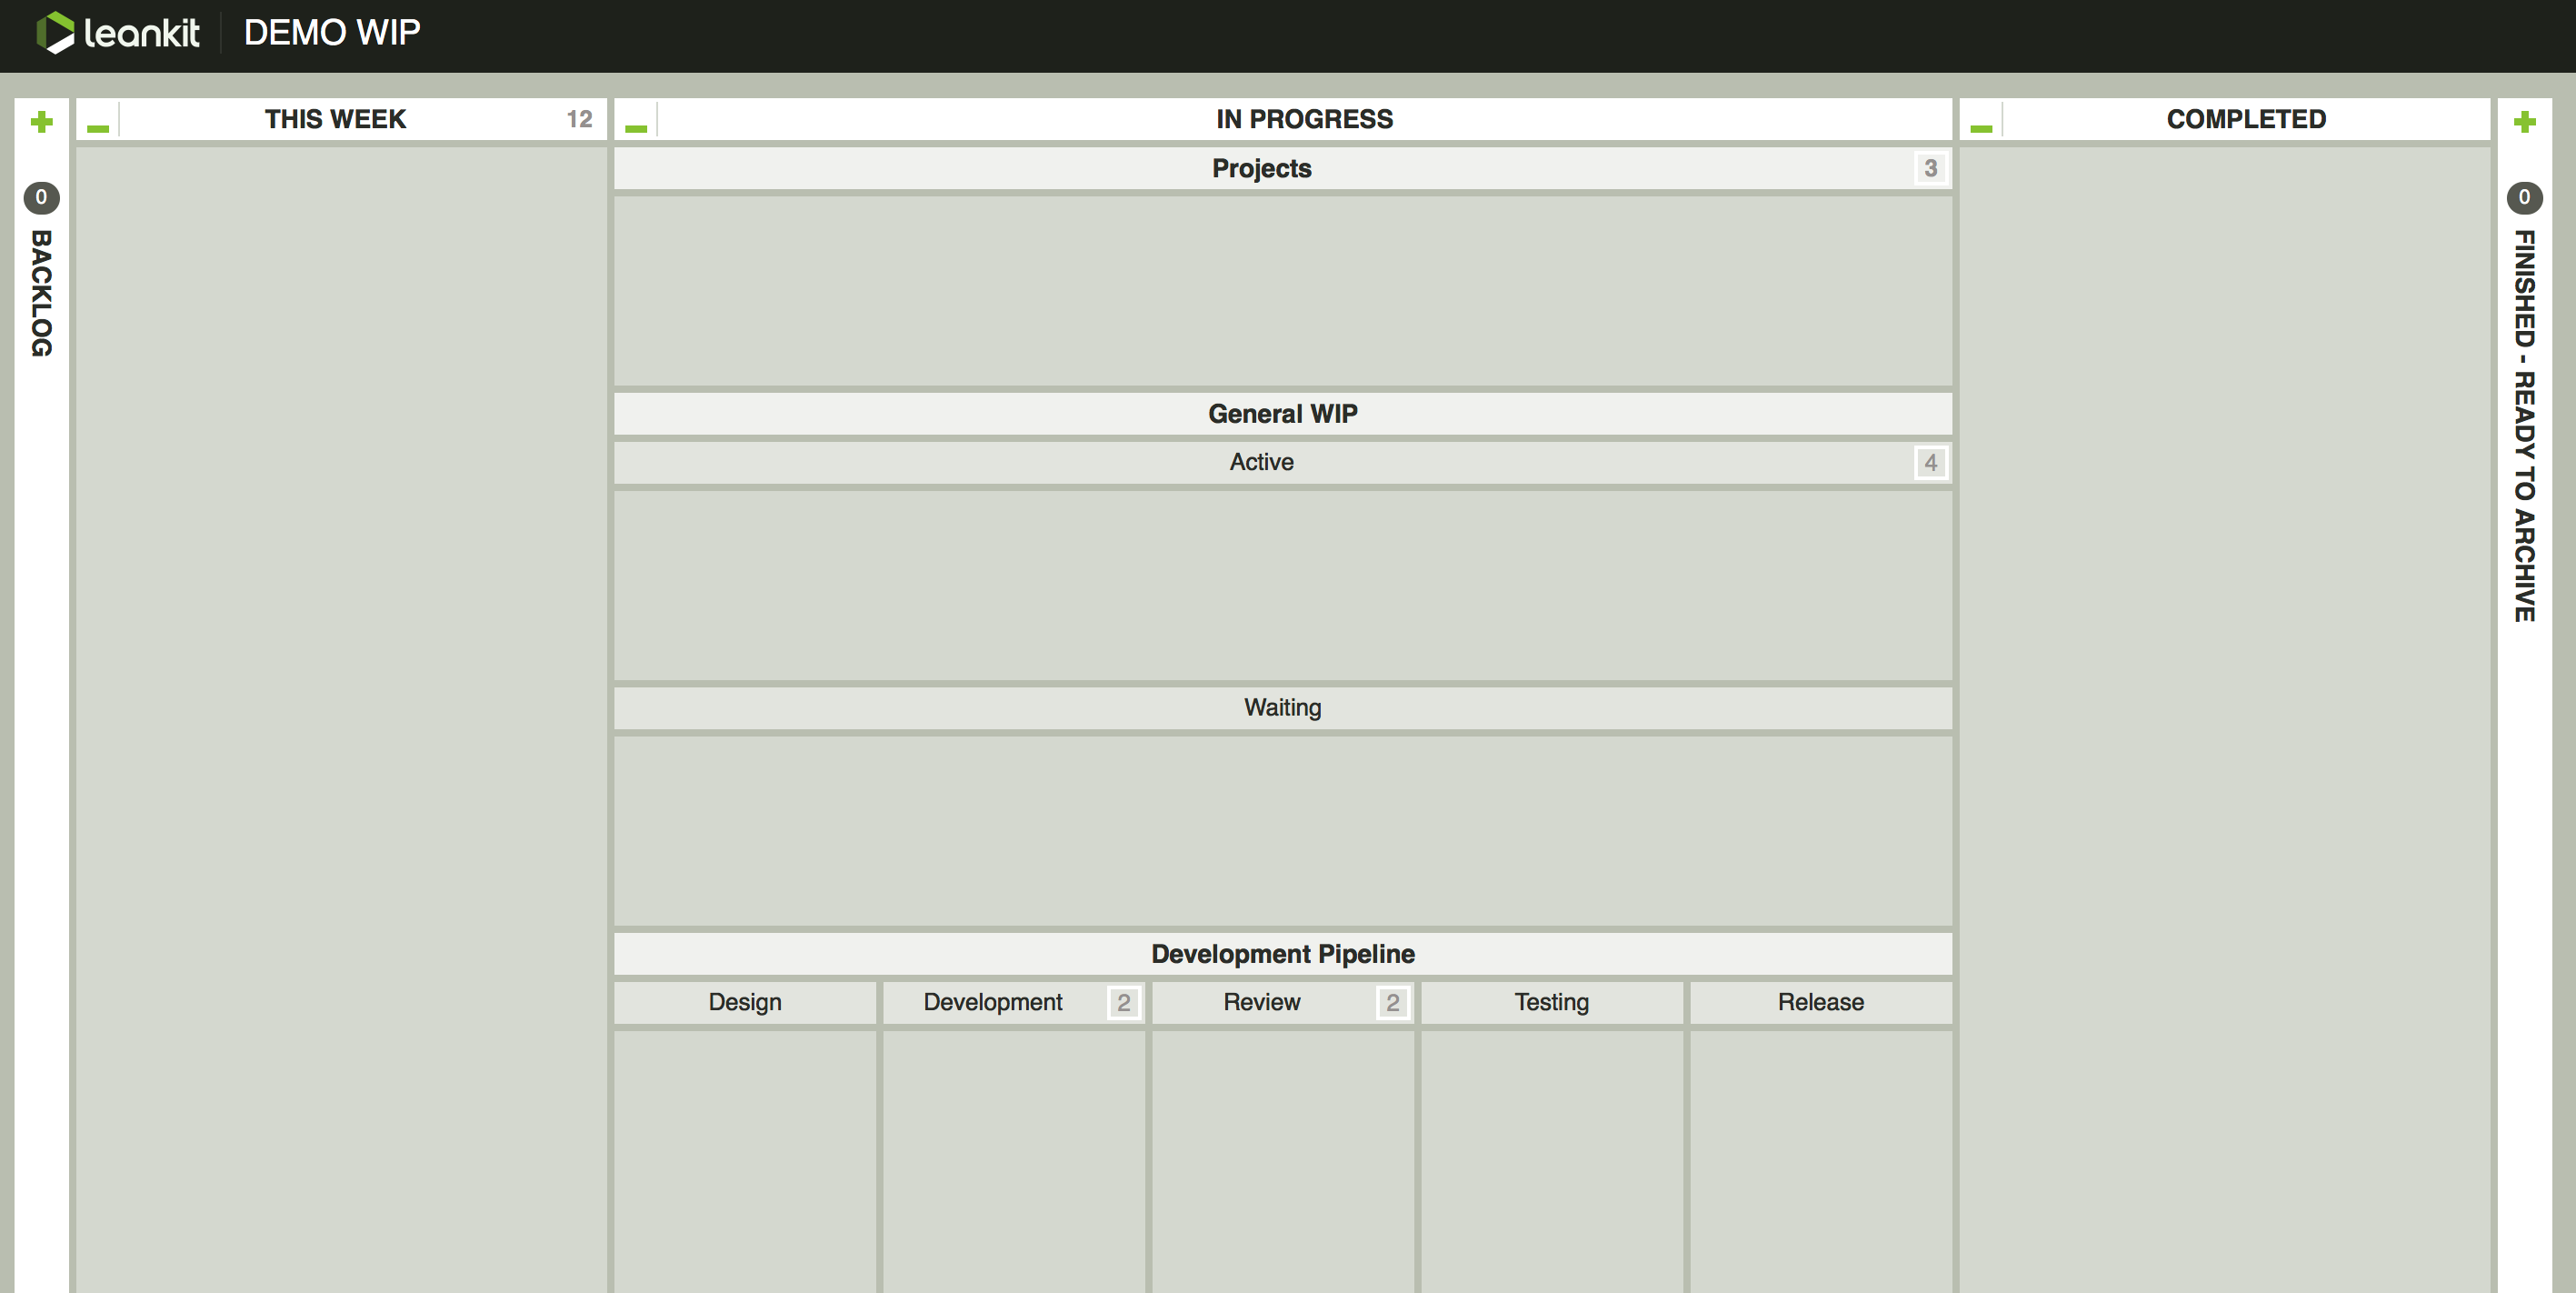 leankit DEMO WIP
THIS WEEK 12
IN PROGRESS
COMPLETED
0 BACKLOG
Projects 3
General WIP
Active 4
Waiting
Development Pipeline
Design
Development 2
Review 2
Testing
Release
0 FINISHED - READY TO ARCHIVE